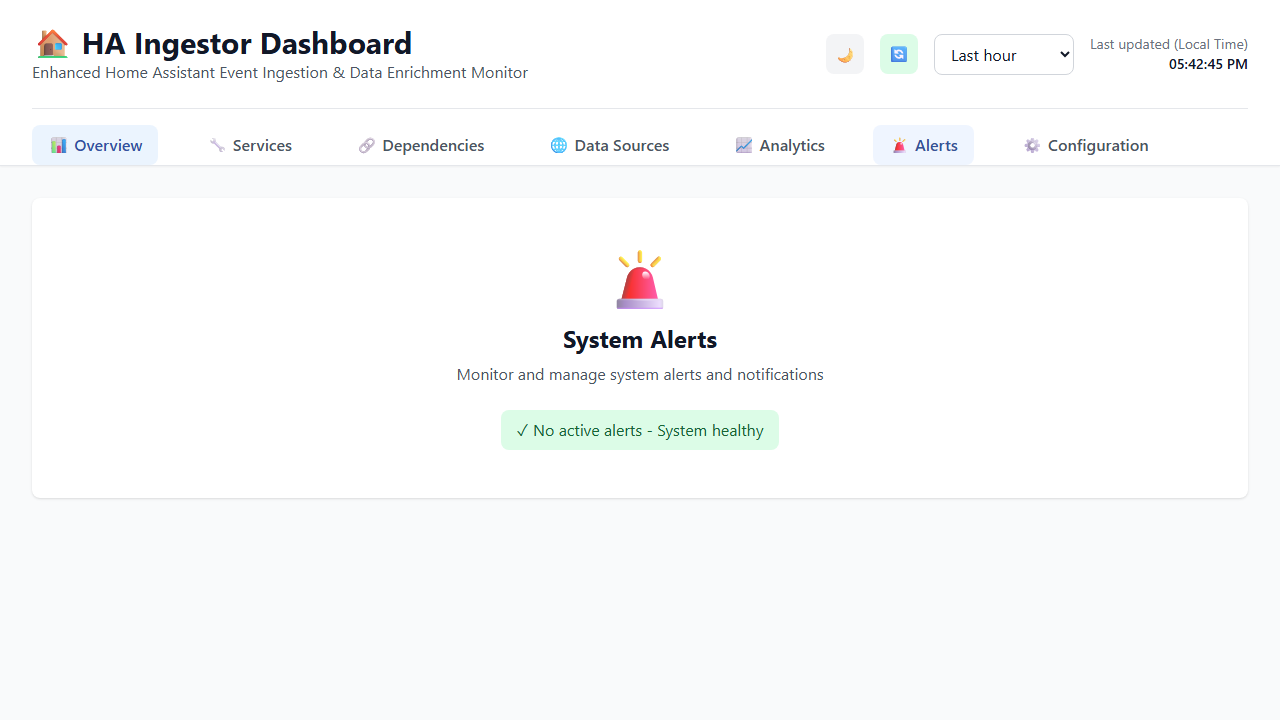 HA Ingestor Dashboard
Enhanced Home Assistant Event Ingestion & Data Enrichment Monitor
Last hour
Last updated (Local Time)
05:42:45 PM
Overview
Services
Dependencies
Data Sources
Analytics
Alerts
Configuration
System Alerts
Monitor and manage system alerts and notifications
✓ No active alerts - System healthy